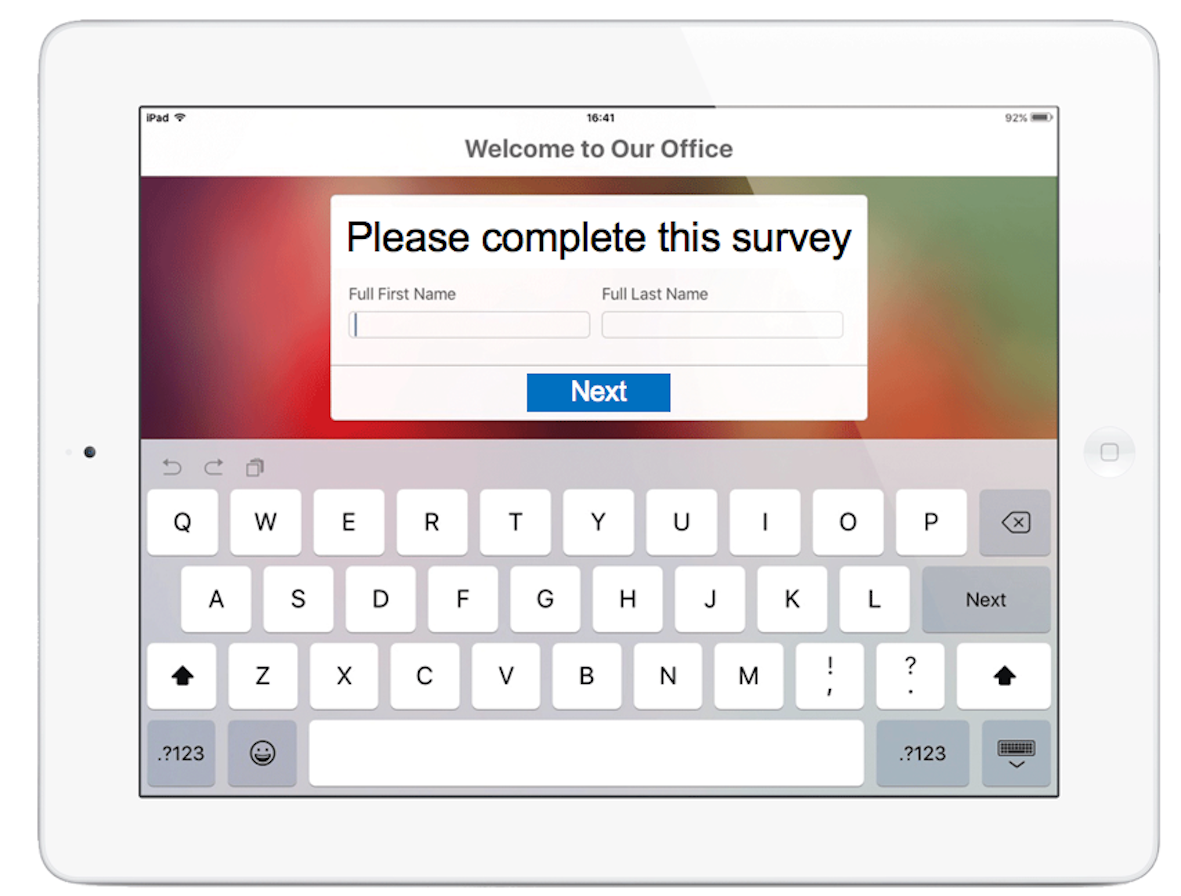 iPad 16:41 92%
Welcome to Our Office
Please complete this survey
Full First Name Full Last Name
Next
Q W E R T Y U I O P
A S D F G H J K L Next
Z X C V B N M ! , ? .
.?123 .?123